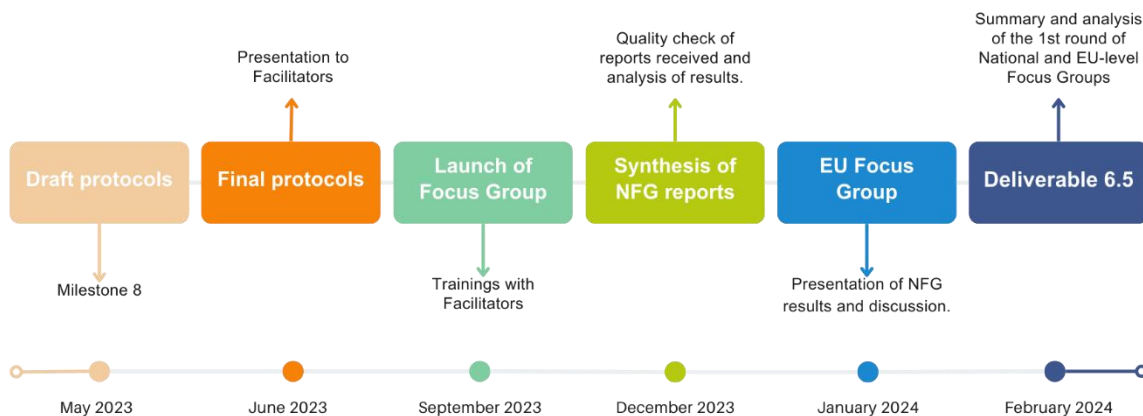 Presentation to
Facilitators
Quality check of
reports received and
analysis of results.
Summary and analysis
of the 1st round of
National and EU-level
Focus Groups
Draft protocols
Final protocols
Launch of
Focus Group
Synthesis of
NFG reports
EU Focus
Group
Deliverable 6.5
Milestone 8
Trainings with
Facilitators
Presentation of NFG
results and discussion.
May 2023
June 2023
September 2023
December 2023
January 2024
February 2024